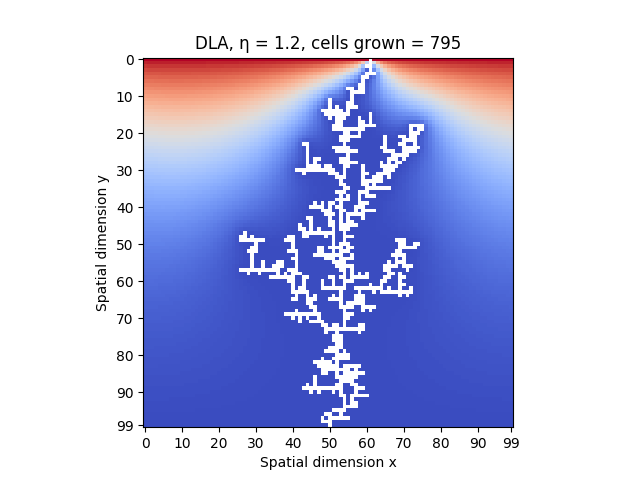 DLA, η = 1.2, cells grown = 795
0
10
20
30
40
50
60
70
80
90
99
Spatial dimension y
0 10 20 30 40 50 60 70 80 90 99
Spatial dimension x